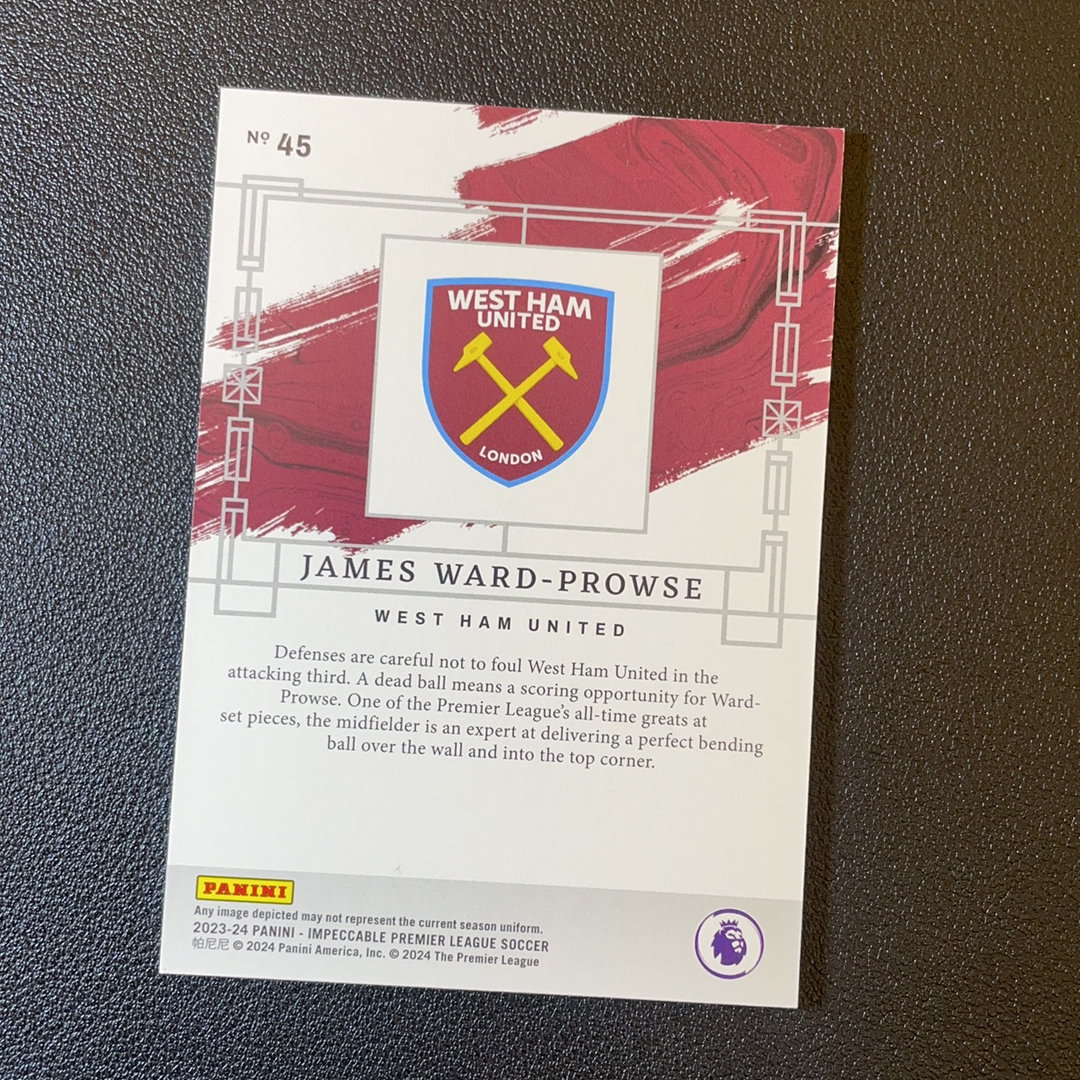 Nº 45
WEST HAM
UNITED
LONDON
JAMES WARD-PROWSE
WEST HAM UNITED
Defenses are careful not to foul West Ham United in the
attacking third. A dead ball means a scoring opportunity for Ward-
Prowse. One of the Premier League’s all-time greats at
set pieces, the midfielder is an expert at delivering a perfect bending
ball over the wall and into the top corner.
PANINI
Any image depicted may not represent the current season uniform.
2023-24 PANINI - IMPECCABLE PREMIER LEAGUE SOCCER
帕尼尼 © 2024 Panini America, Inc. © 2024 The Premier League